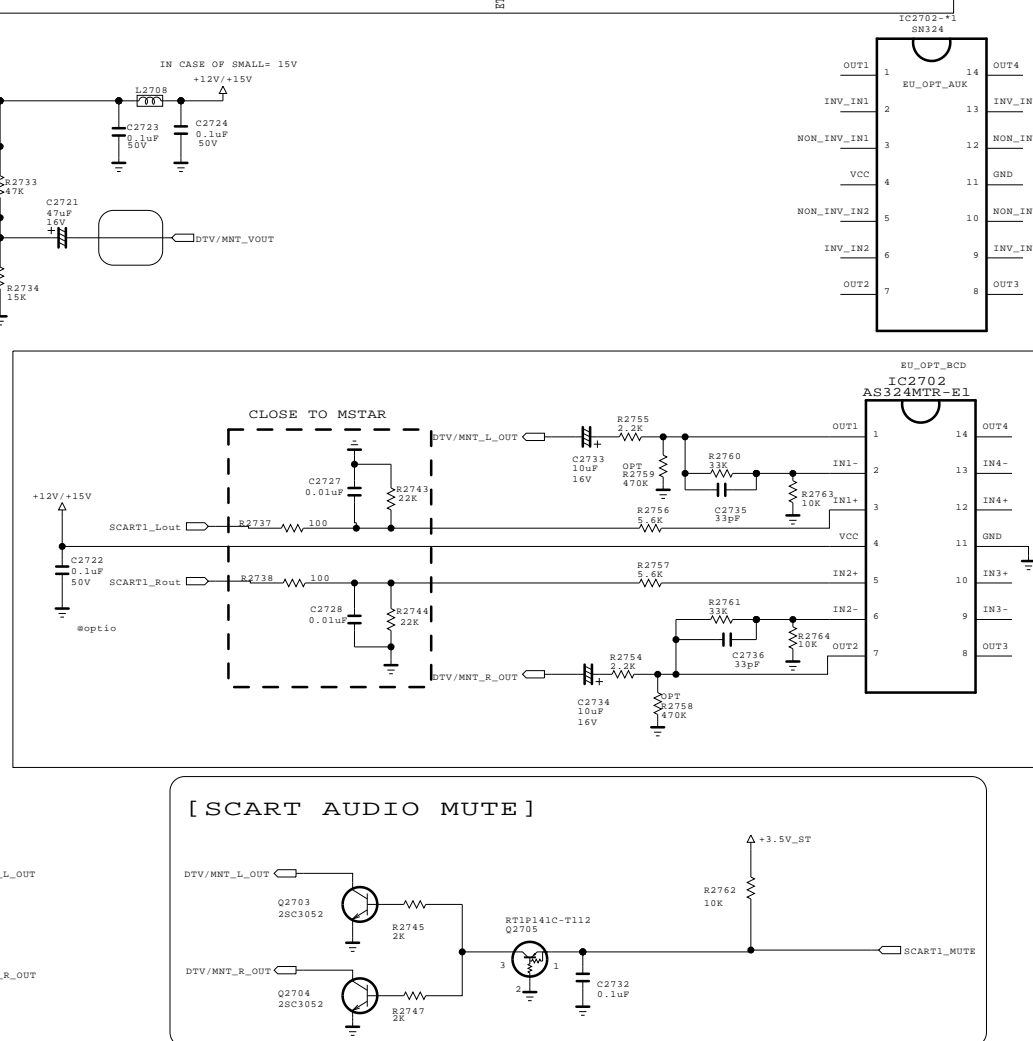 IC2702-*1
SN324
OUT1
1
14
OUT4
EU_OPT_AUK
INV_IN1
2
13
NON_INV_IN1
3
12
VCC
4
11
GND
NON_INV_IN2
5
10
INV_IN2
6
9
OUT2
7
8
OUT3
IN CASE OF SMALL= 15V
+12V/+15V
L2708
C2723
0.1uF
50V
C2724
0.1uF
50V
R2733
47K
C2721
47uF
16V
+
DTV/MNT_VOUT
R2734
15K
EU_OPT_BCD
IC2702
AS324MTR-E1
CLOSE TO MSTAR
DTV/MNT_L_OUT
C2733
10uF
16V
+
R2755
2.2K
OPT
R2759
470K
R2760
33K
C2735
33pF
R2763
10K
OUT1
1
14
OUT4
IN1-
2
13
IN4-
IN1+
3
12
IN4+
VCC
4
11
GND
IN2+
5
10
IN3+
IN2-
6
9
IN3-
OUT2
7
8
OUT3
C2727
0.01uF
R2743
22K
+12V/+15V
SCART1_Lout
R2737
100
R2756
5.6K
C2722
0.1uF
50V
SCART1_Rout
R2738
100
R2757
5.6K
@optio
C2728
0.01uF
R2744
22K
R2761
33K
C2736
33pF
R2764
10K
DTV/MNT_R_OUT
R2754
2.2K
C2734
10uF
16V
+
OPT
R2758
470K
[SCART AUDIO MUTE]
+3.5V_ST
L_OUT
DTV/MNT_L_OUT
Q2703
2SC3052
R2745
2K
R2762
10K
RT1P141C-T112
Q2705
3
1
2
SCART1_MUTE
R_OUT
DTV/MNT_R_OUT
Q2704
2SC3052
R2747
2K
C2732
0.1uF